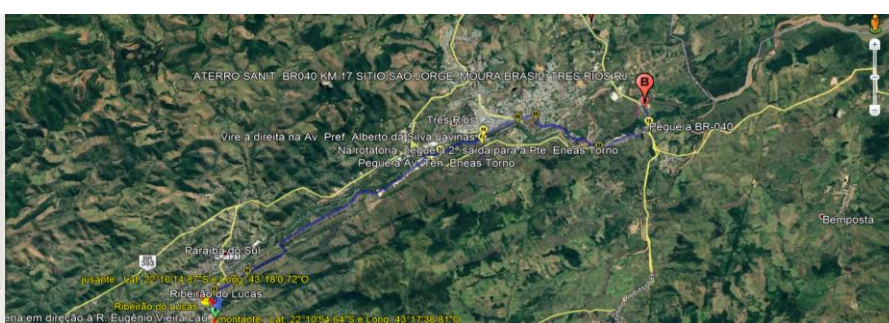 ATERRO SANIT. BR040 KM 17 SITIO SAO JORGE, MOURA BRASIL, TRES RIOS RJ
B
Três Rios
Pegue a BR-040
Vire à direita na Av. Pref. Alberto da Silva Lavinas
Na rotatória, pegue a 2ª saída para a Pte. Enéas Torno
Pegue a Av. Ten. Enéas Torno
Bemposta
Paraíba do Sul
BR
393
jusante Lat. 22°10'14.87"S e Long. 43°18'0.72"O
Ribeirão do Lucas
Ribeirão do Lucas
ena em direção à R. Eugênio Vieira Lau
montante Lat. 22°10'54.64"S e Long. 43°17'38.81"O